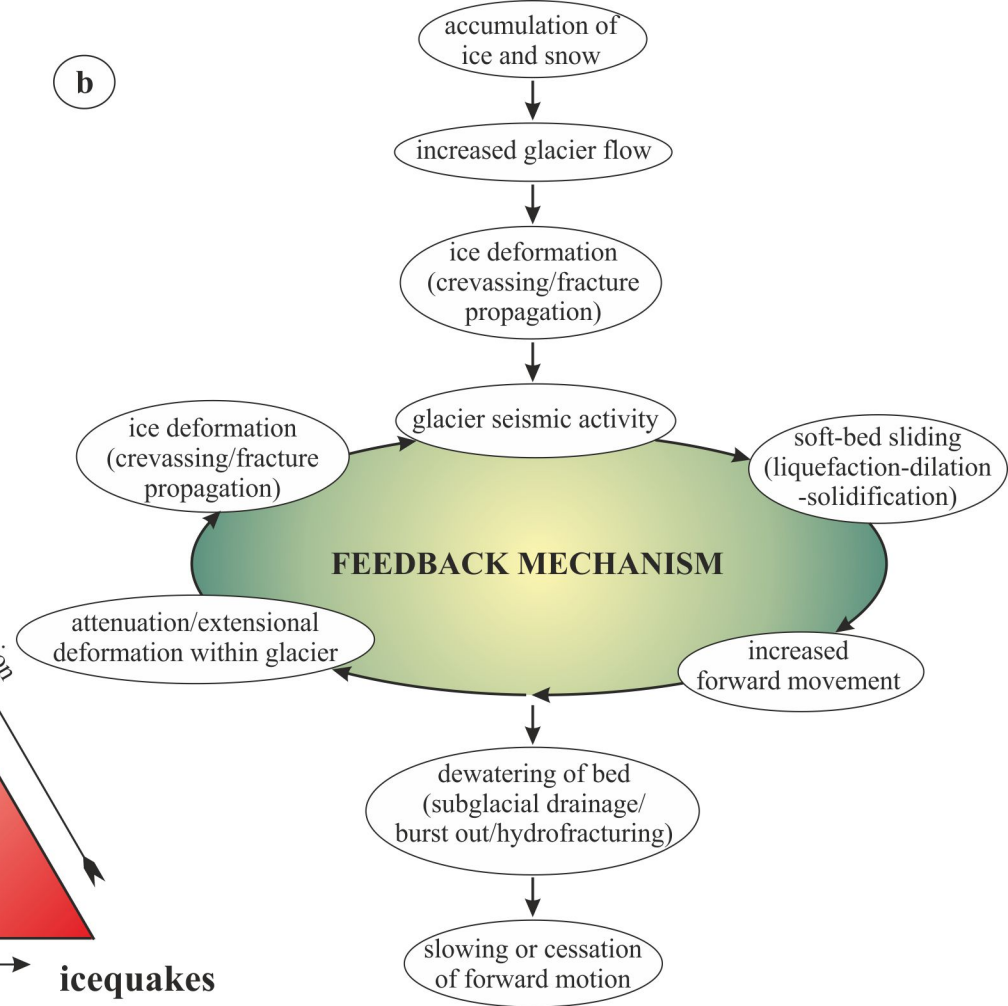 b
accumulation of
ice and snow
increased glacier flow
ice deformation
(crevassing/fracture
propagation)
glacier seismic activity
ice deformation
(crevassing/fracture
propagation)
soft-bed sliding
(liquefaction-dilation
-solidification)
FEEDBACK MECHANISM
attenuation/extensional
deformation within glacier
increased
forward movement
dewatering of bed
(subglacial drainage/
burst out/hydrofracturing)
slowing or cessation
of forward motion
icequakes